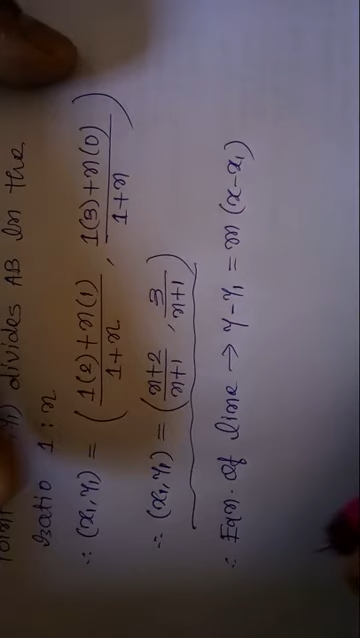 divides AB in the
ratio 1 : n
∴ (x₁, y₁) = ( 1(2)+n(1) / 1+n , 1(3)+n(0) / 1+n )
∴ (x₁, y₁) = ( n+2 / n+1 , 3 / n+1 )
∴ Eqn. of line → y-y₁ = m (x-x₁)